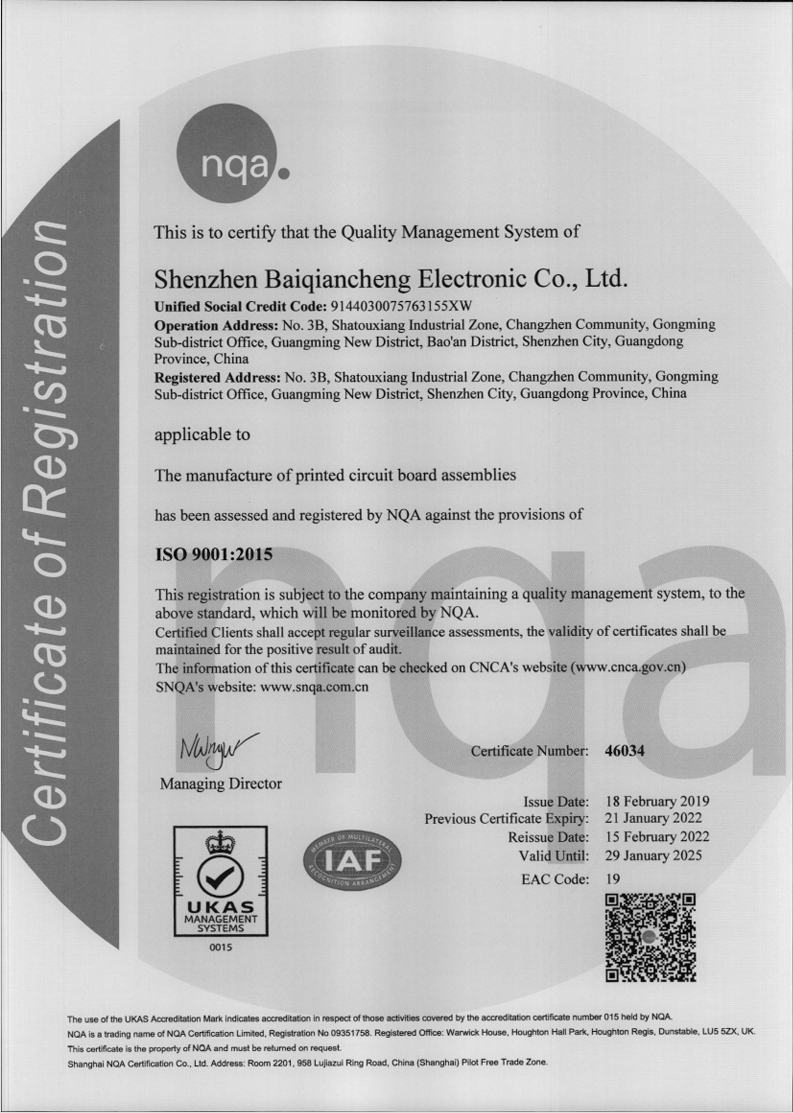 Certificate of Registration
nqa.
This is to certify that the Quality Management System of
Shenzhen Baiqiancheng Electronic Co., Ltd.
Unified Social Credit Code: 9144030075763155XW
Operation Address: No. 3B, Shatouxiang Industrial Zone, Changzhen Community, Gongming
Sub-district Office, Guangming New District, Bao'an District, Shenzhen City, Guangdong
Province, China
Registered Address: No. 3B, Shatouxiang Industrial Zone, Changzhen Community, Gongming
Sub-district Office, Guangming New District, Shenzhen City, Guangdong Province, China
applicable to
The manufacture of printed circuit board assemblies
has been assessed and registered by NQA against the provisions of
ISO 9001:2015
nqa
This registration is subject to the company maintaining a quality management system, to the
above standard, which will be monitored by NQA.
Certified Clients shall accept regular surveillance assessments, the validity of certificates shall be
maintained for the positive result of audit.
The information of this certificate can be checked on CNCA's website (www.cnca.gov.cn)
SNQA's website: www.snqa.com.cn
Managing Director
Certificate Number: 46034
Issue Date: 18 February 2019
Previous Certificate Expiry: 21 January 2022
Reissue Date: 15 February 2022
Valid Until: 29 January 2025
EAC Code: 19
UKAS
MANAGEMENT
SYSTEMS
0015
MEMBER OF MULTILATERAL
IAF
RECOGNITION ARRANGEMENT
The use of the UKAS Accreditation Mark indicates accreditation in respect of those activities covered by the accreditation certificate number 015 held by NQA.
NQA is a trading name of NQA Certification Limited, Registration No 09351758. Registered Office: Warwick House, Houghton Hall Park, Houghton Regis, Dunstable, LU5 5ZX, UK.
This certificate is the property of NQA and must be returned on request.
Shanghai NQA Certification Co., Ltd. Address: Room 2201, 958 Lujiazui Ring Road, China (Shanghai) Pilot Free Trade Zone.